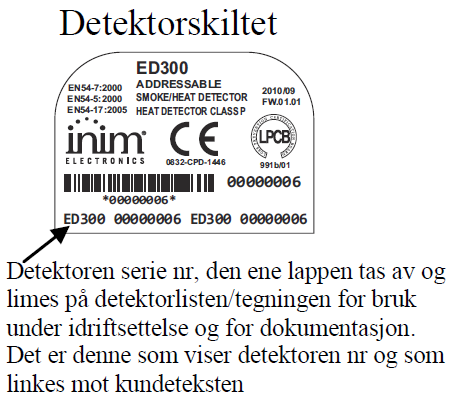 Detektorskiltet
ED300
ADDRESSABLE
SMOKE/HEAT DETECTOR
HEAT DETECTOR CLASS P
EN54-7:2000
EN54-5:2000
EN54-17:2005
2010/09
FW.01.01
inim
ELECTRONICS
CE
0832-CPD-1446
LPCB
991b/01
00000006
*00000006*
ED300 00000006 ED300 00000006
Detektoren serie nr, den ene lappen tas av og
limes på detektorlisten/tegningen for bruk
under idriftsettelse og for dokumentasjon.
Det er denne som viser detektoren nr og som
linkes mot kundeteksten